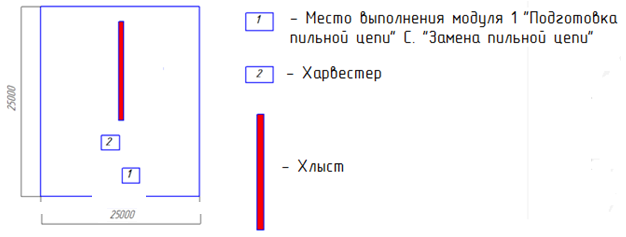 25000
2
1
25000
1 – Место выполнения модуля 1 "Подготовка
пильной цепи" С. "Замена пильной цепи"
2 – Харвестер
– Хлыст